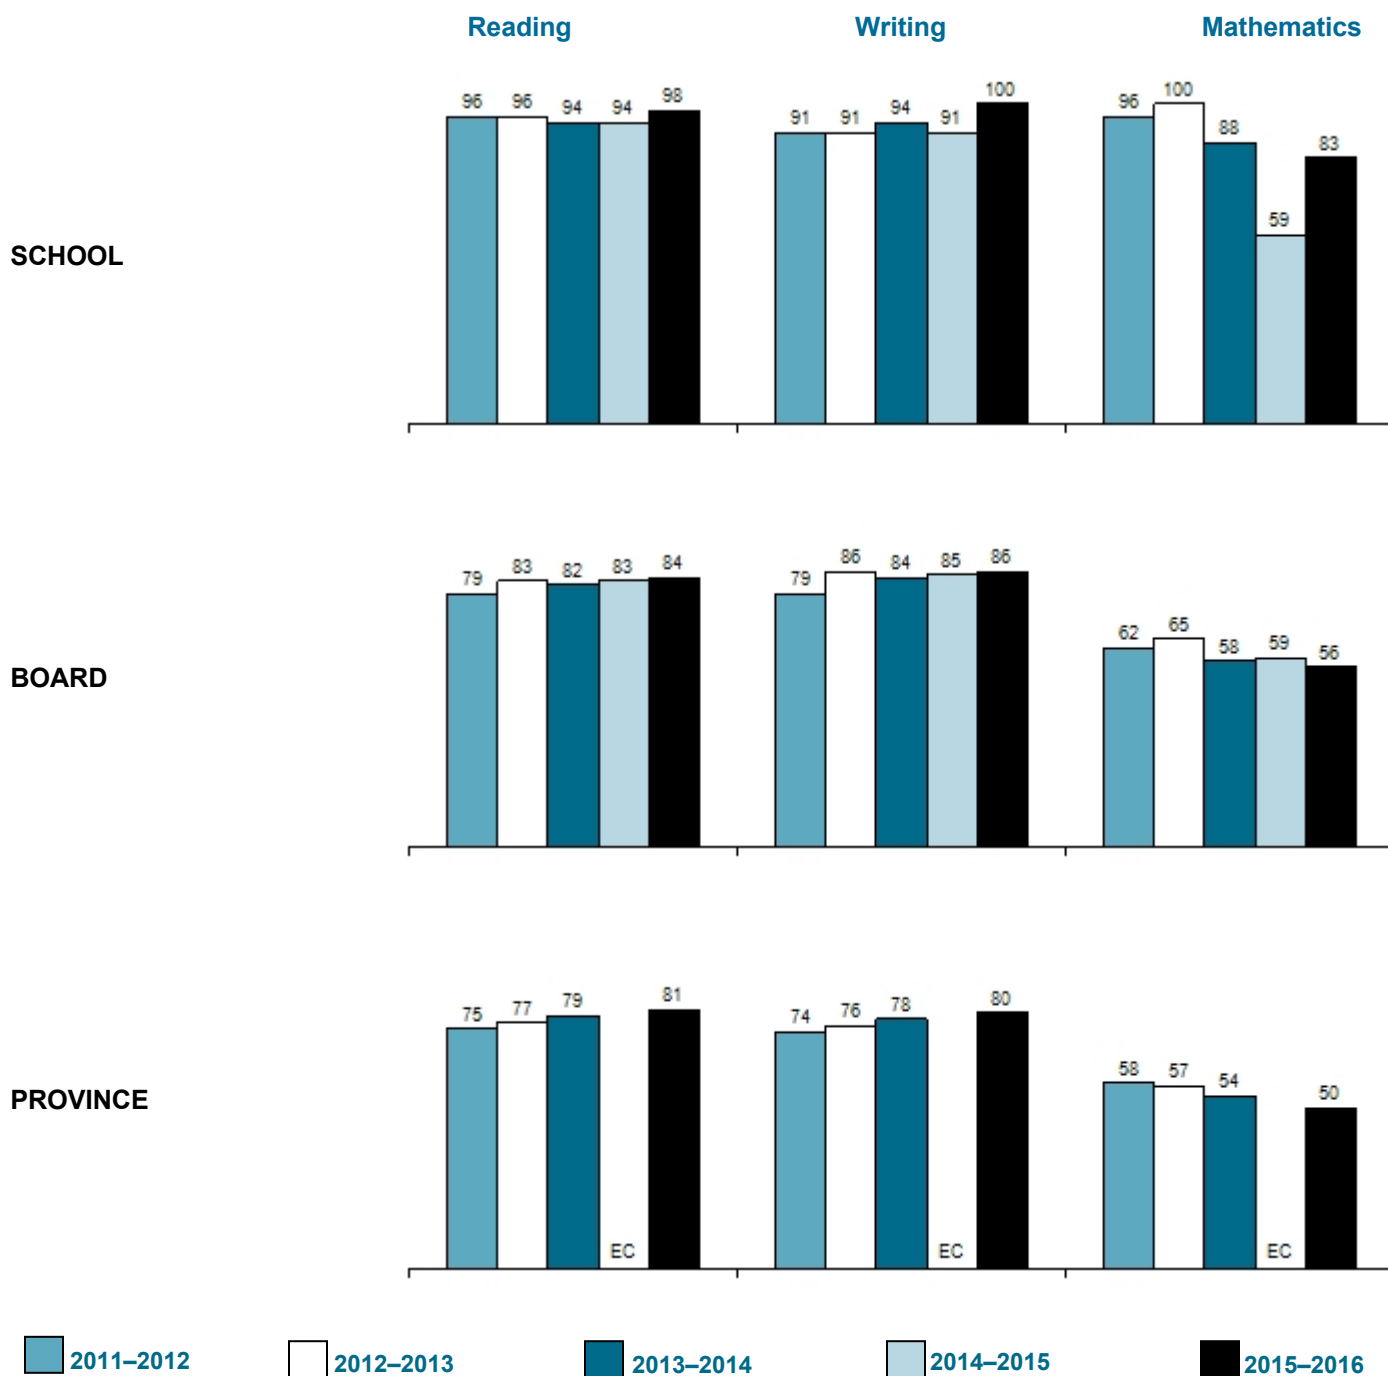 Reading Writing Mathematics
96 96 94 94 98 91 91 94 91 100 96 100 88 59 83
SCHOOL
79 83 82 83 84 79 86 84 85 86 62 65 58 59 56
BOARD
75 77 79 EC 81 74 76 78 EC 80 58 57 54 EC 50
PROVINCE
2011–2012 2012–2013 2013–2014 2014–2015 2015–2016